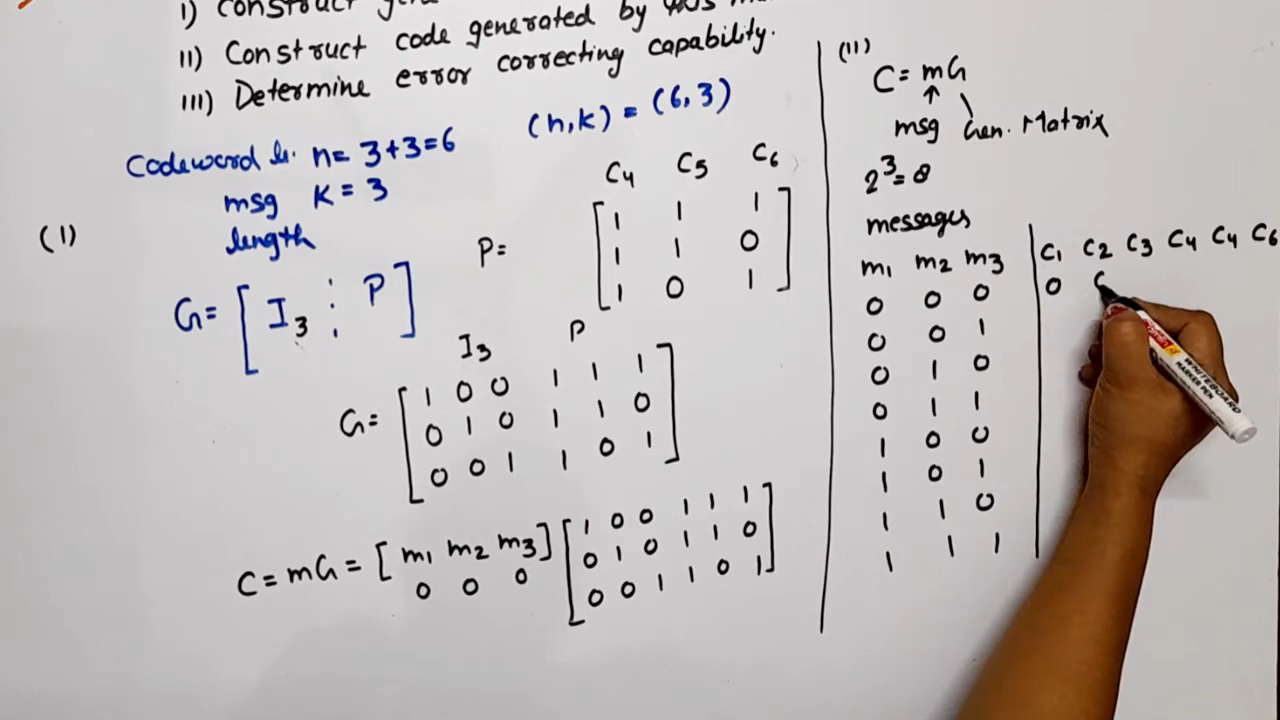 I) Construct
II) Construct code generated by this
III) Determine error correcting capability.
Codeword ln. n= 3+3=6
(n,k) = (6,3)
msg k = 3
length
(I)
G= [ I3 : P ]
C4 C5 C6
P= [ 1 1 1
1 1 0
1 0 1 ]
I3 P
G= [ 1 0 0 1 1 1
0 1 0 1 1 0
0 0 1 1 0 1 ]
C = mG = [ m1 m2 m3 ] [ 1 0 0 1 1 1
0 0 0 0 1 0 1 1 0
0 0 1 1 0 1 ]
(II)
C = mG
msg Gen. Matrix
2^3 = 8
messages
m1 m2 m3 C1 C2 C3 C4 C4 C6
0 0 0 0
0 0 1
0 1 0
0 1 1
1 0 0
1 0 1
1 1 0
1 1 1
WHITEBOARD
MARKER PEN